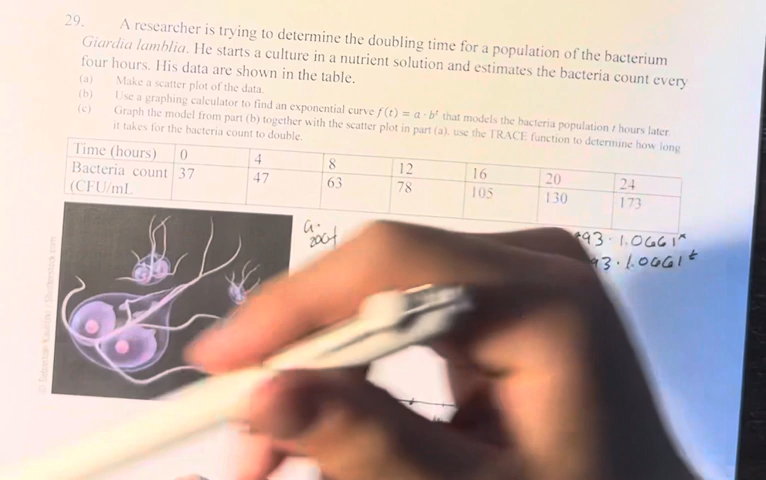 29. A researcher is trying to determine the doubling time for a population of the bacterium
Giardia lamblia. He starts a culture in a nutrient solution and estimates the bacteria count every
four hours. His data are shown in the table.
(a) Make a scatter plot of the data.
(b) Use a graphing calculator to find an exponential curve f(t) = a · bᵗ that models the bacteria population t hours later.
(c) Graph the model from part (b) together with the scatter plot in part (a). use the TRACE function to determine how long
it takes for the bacteria count to double.
Time (hours) 0 4 8 12 16 20 24
Bacteria count 37 47 63 78 105 130 173
(CFU/mL
93 · 1.0661ˣ
93 · 1.0661ᵗ